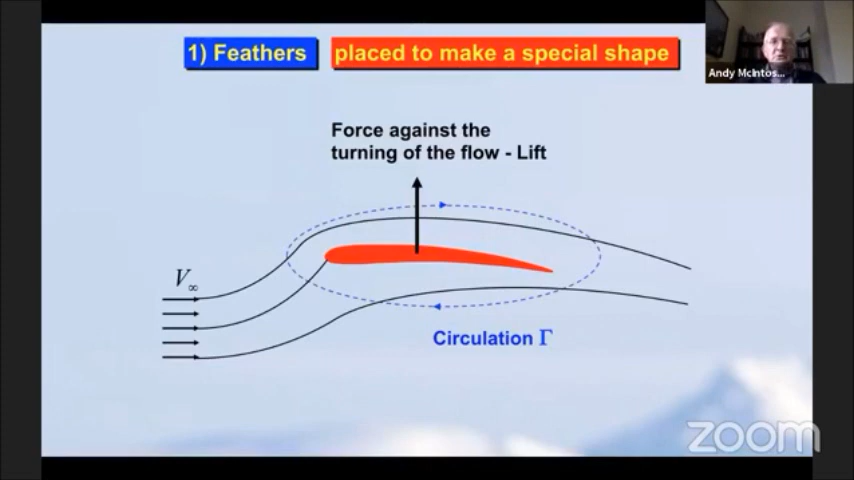 1) Feathers placed to make a special shape
Andy McIntos...
Force against the
turning of the flow - Lift
V∞
Circulation Γ
zoom